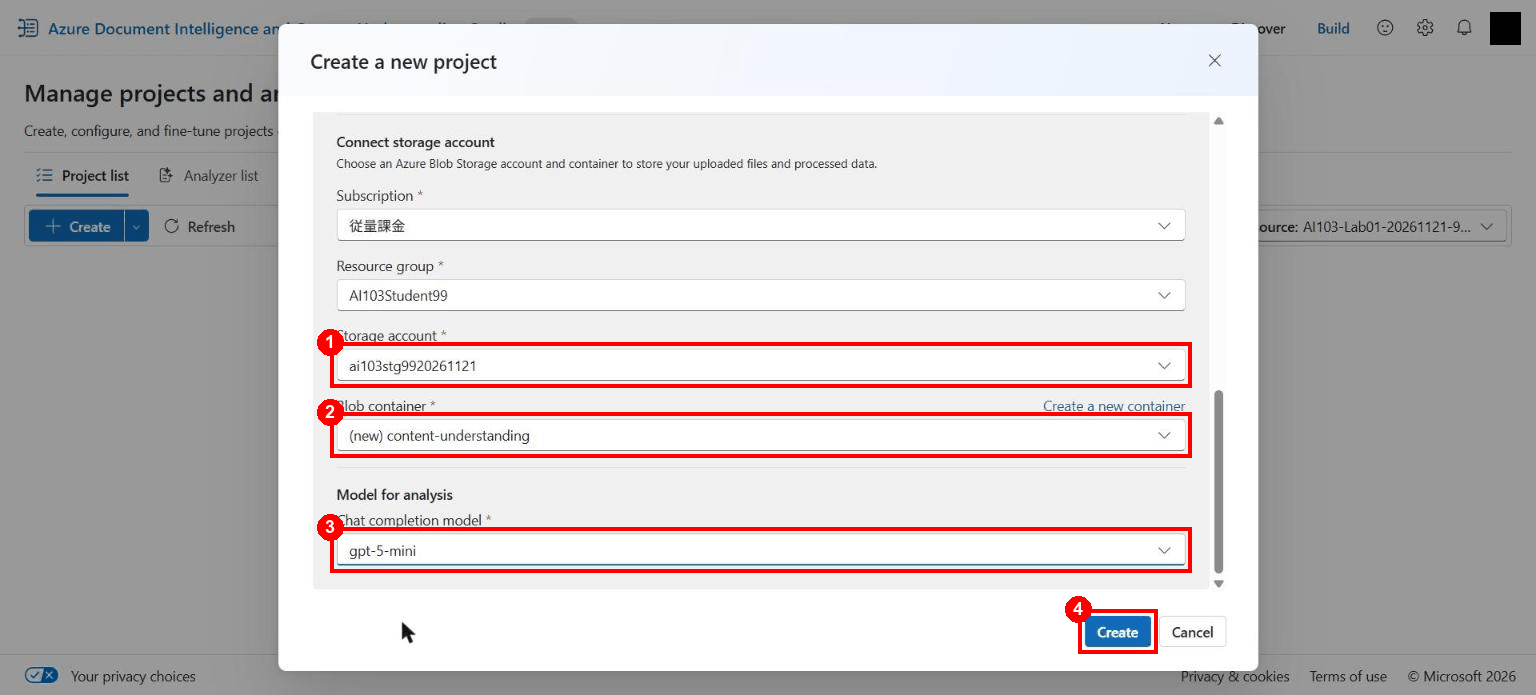 Azure Document Intelligence an
over
Build
Create a new project
Manage projects and ar
Create, configure, and fine-tune projects
Project list
Analyzer list
Create
Refresh
ource: AI103-Lab01-20261121-9...
Connect storage account
Choose an Azure Blob Storage account and container to store your uploaded files and processed data.
Subscription *
従量課金
Resource group *
AI103Student99
1
Storage account *
ai103stg9920261121
2
Blob container *
Create a new container
(new) content-understanding
Model for analysis
3
Chat completion model *
gpt-5-mini
4
Create
Cancel
Your privacy choices
Privacy & cookies
Terms of use
© Microsoft 2026